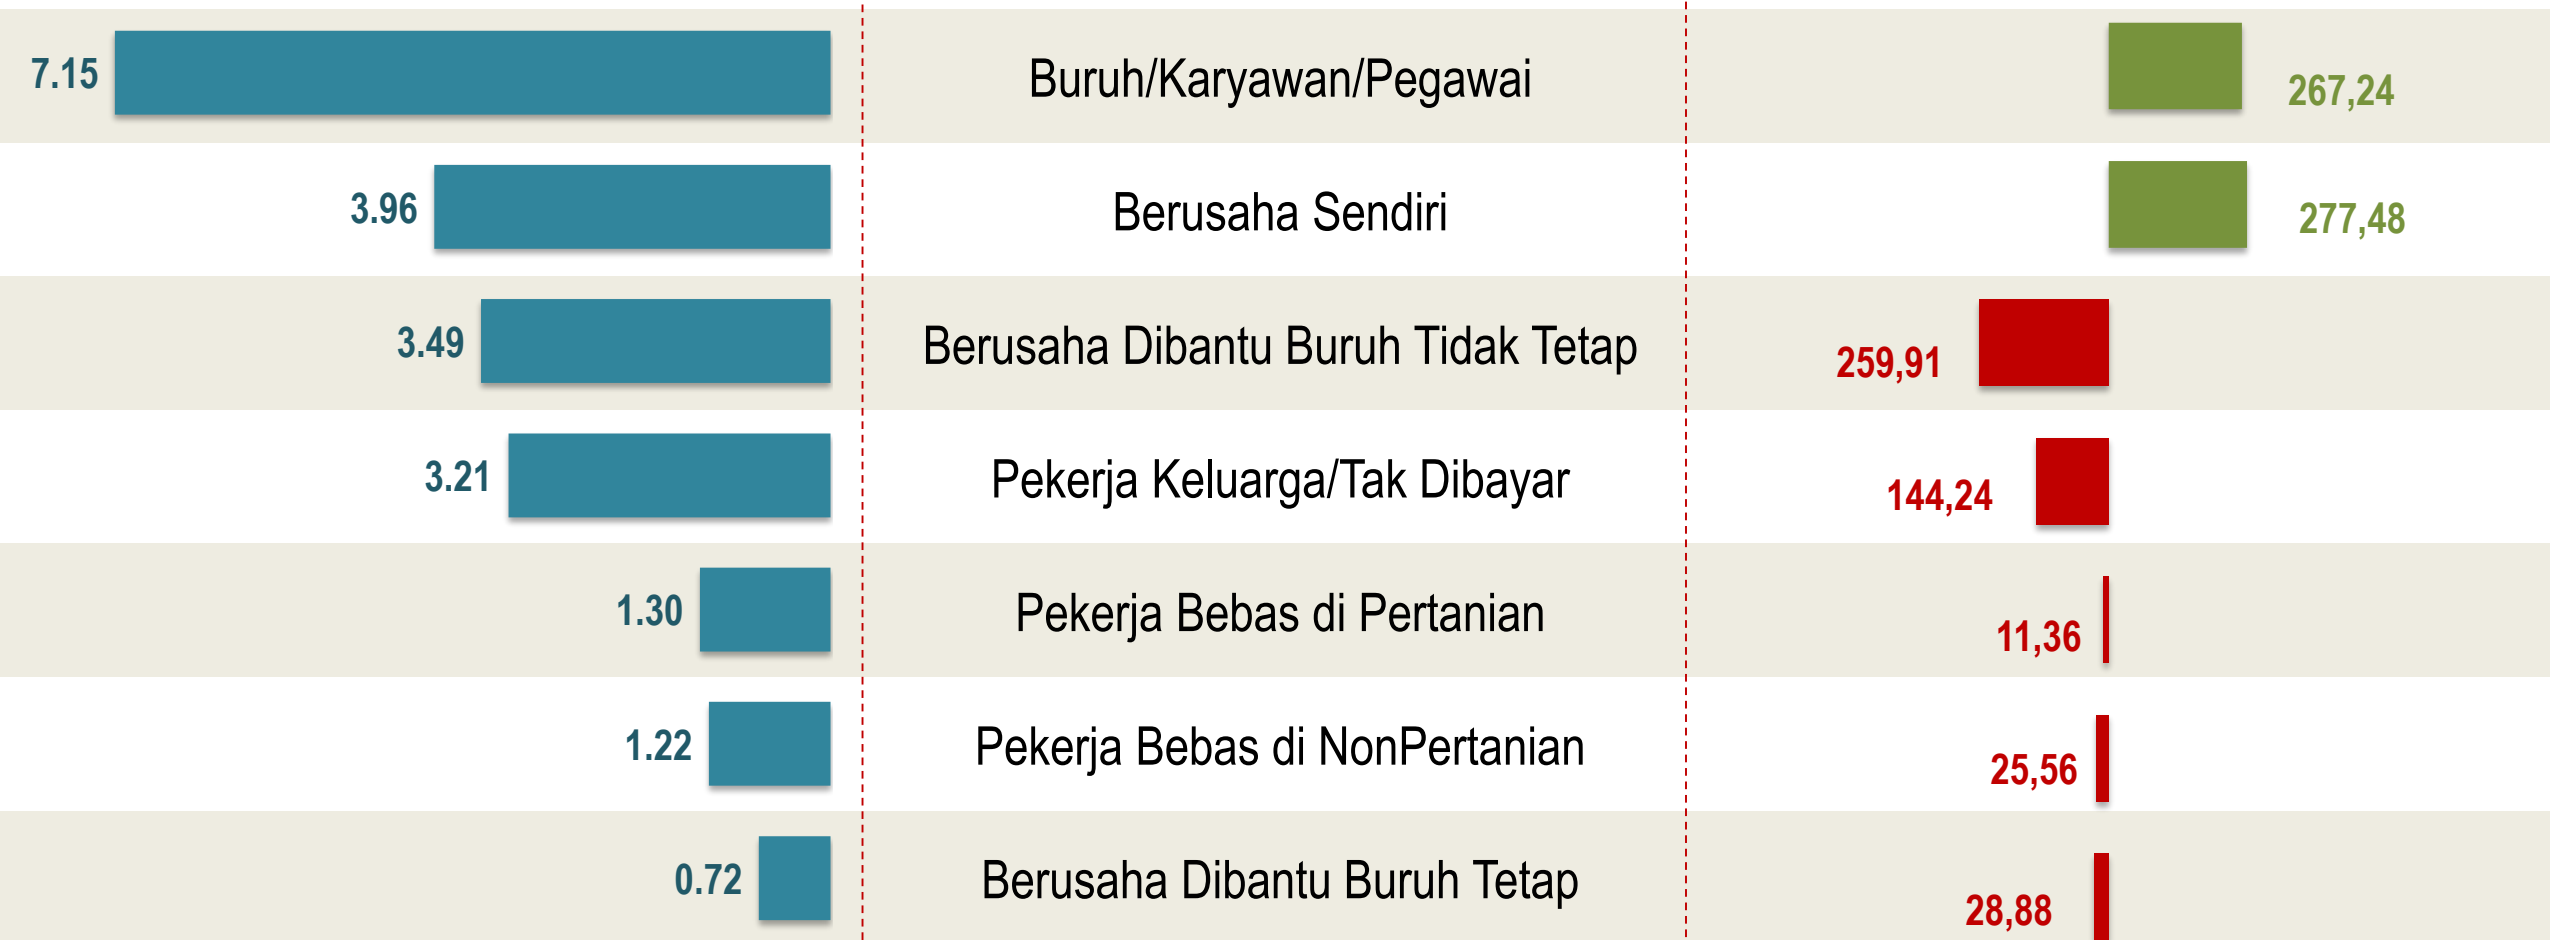 7.15 Buruh/Karyawan/Pegawai 267,24
3.96 Berusaha Sendiri 277,48
3.49 Berusaha Dibantu Buruh Tidak Tetap 259,91
3.21 Pekerja Keluarga/Tak Dibayar 144,24
1.30 Pekerja Bebas di Pertanian 11,36
1.22 Pekerja Bebas di NonPertanian 25,56
0.72 Berusaha Dibantu Buruh Tetap 28,88